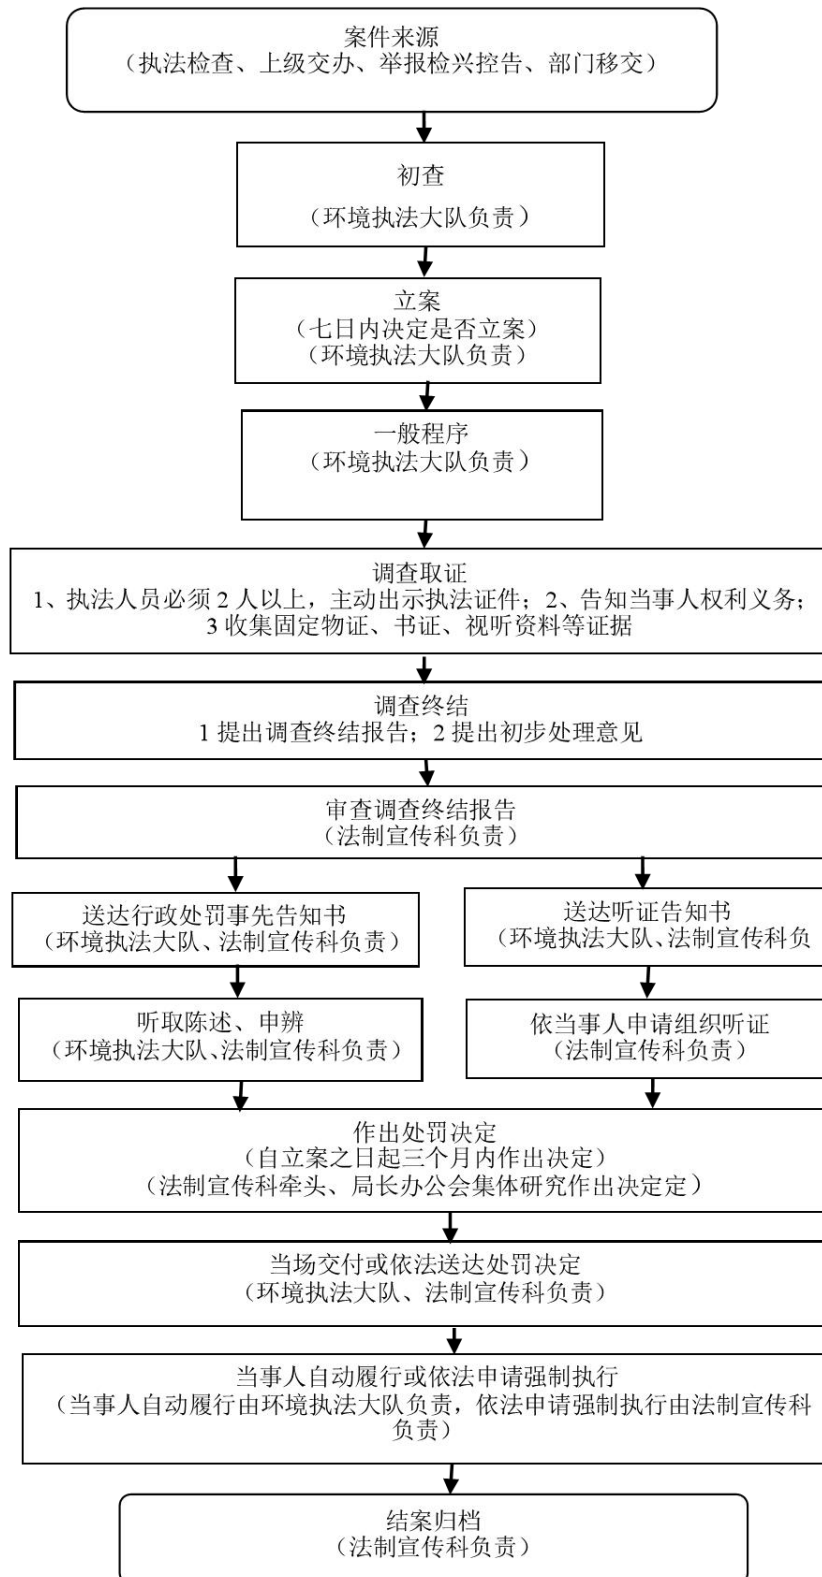 案件来源
（执法检查、上级交办、举报检兴控告、部门移交）
初查
（环境执法大队负责）
立案
（七日内决定是否立案）
（环境执法大队负责）
一般程序
（环境执法大队负责）
调查取证
1、执法人员必须 2 人以上，主动出示执法证件；2、告知当事人权利义务；
3 收集固定物证、书证、视听资料等证据
调查终结
1 提出调查终结报告；2 提出初步处理意见
审查调查终结报告
（法制宣传科负责）
送达行政处罚事先告知书
（环境执法大队、法制宣传科负责）
送达听证告知书
（环境执法大队、法制宣传科负
听取陈述、申辨
（环境执法大队、法制宣传科负责）
依当事人申请组织听证
（法制宣传科负责）
作出处罚决定
（自立案之日起三个月内作出决定）
（法制宣传科牵头、局长办公会集体研究作出决定定）
当场交付或依法送达处罚决定
（环境执法大队、法制宣传科负责）
当事人自动履行或依法申请强制执行
（当事人自动履行由环境执法大队负责，依法申请强制执行由法制宣传科
负责）
结案归档
（法制宣传科负责）